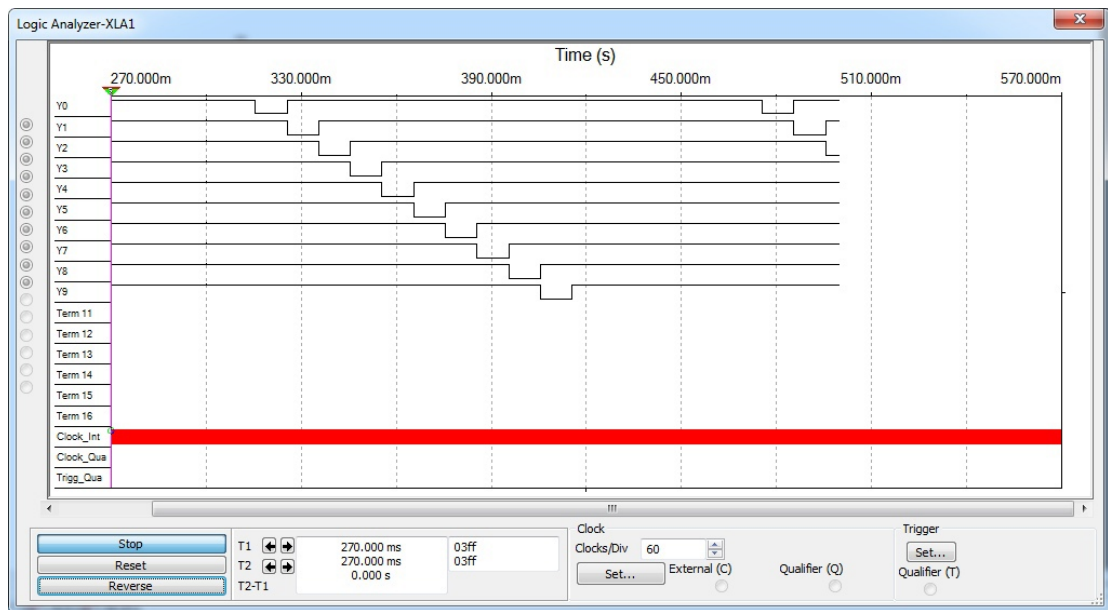 Logic Analyzer-XLA1
Time (s)
270.000m 330.000m 390.000m 450.000m 510.000m 570.000m
Y0
Y1
Y2
Y3
Y4
Y5
Y6
Y7
Y8
Y9
Term 11
Term 12
Term 13
Term 14
Term 15
Term 16
Clock_Int
Clock_Qua
Trigg_Qua
Stop
Reset
Reverse
T1 270.000 ms 03ff
T2 270.000 ms 03ff
T2-T1 0.000 s
Clock
Clocks/Div 60
Set... External (C) Qualifier (Q)
Trigger
Set...
Qualifier (T)